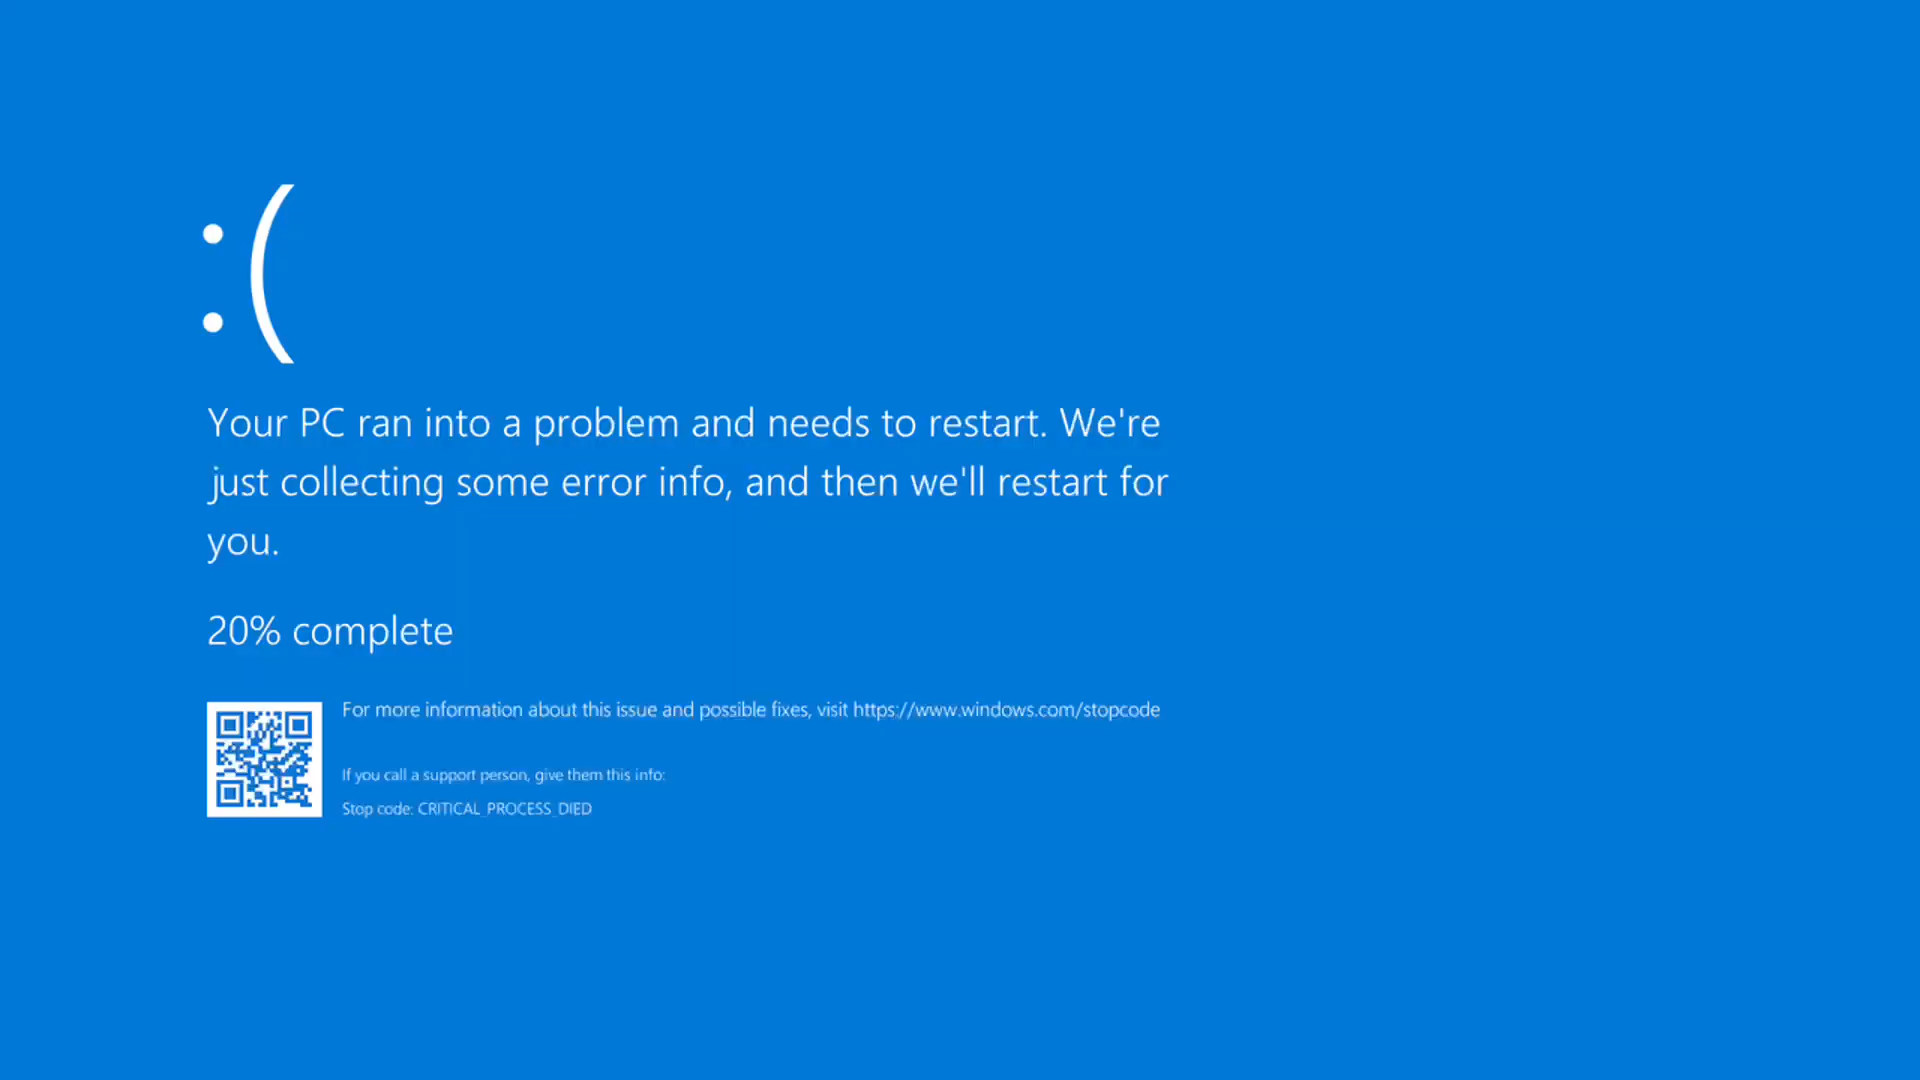 :(
Your PC ran into a problem and needs to restart. We're
just collecting some error info, and then we'll restart for
you.
20% complete
For more information about this issue and possible fixes, visit https://www.windows.com/stopcode
If you call a support person, give them this info:
Stop code: CRITICAL_PROCESS_DIED